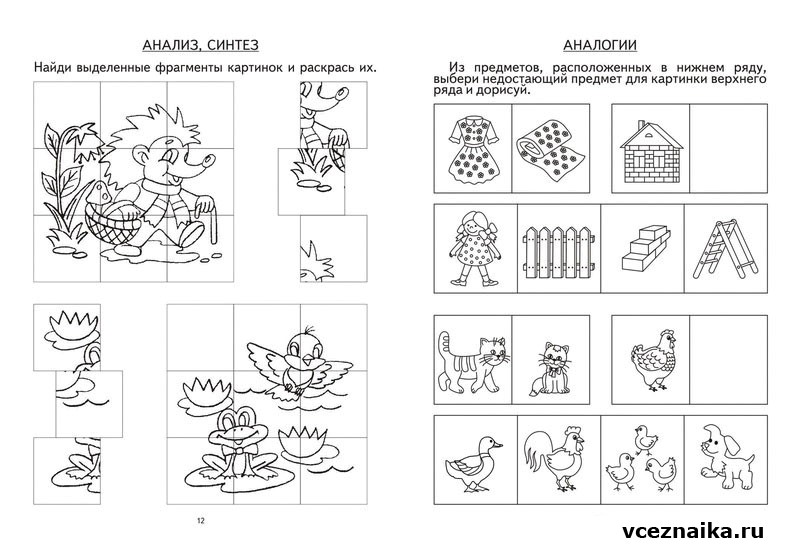 АНАЛИЗ, СИНТЕЗ
Найди выделенные фрагменты картинок и раскрась их.
12
АНАЛОГИИ
Из предметов, расположенных в нижнем ряду,
выбери недостающий предмет для картинки верхнего
ряда и дорисуй.
vceznaika.ru